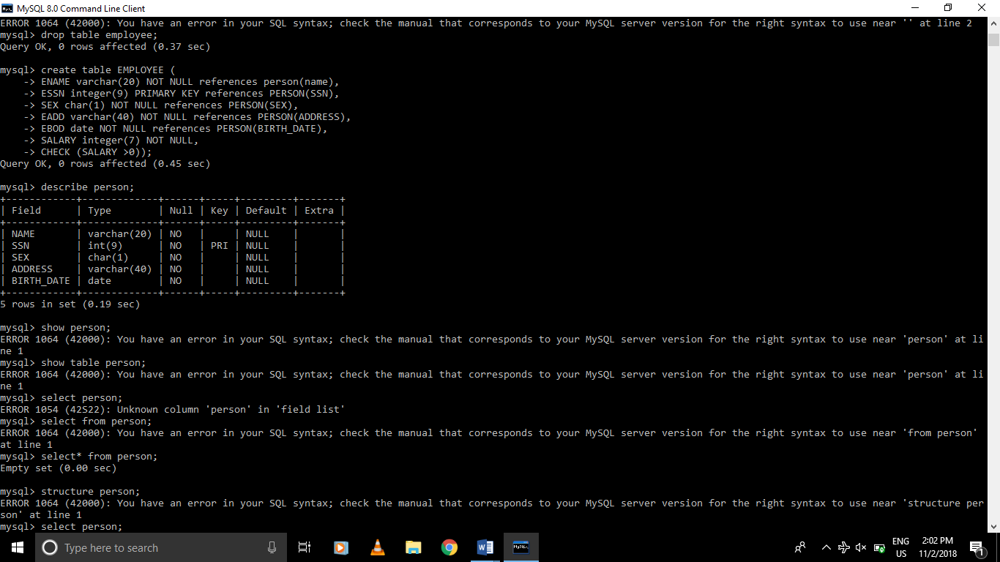 MySQL 8.0 Command Line Client
ERROR 1064 (42000): You have an error in your SQL syntax; check the manual that corresponds to your MySQL server version for the right syntax to use near '' at line 2
mysql> drop table employee;
Query OK, 0 rows affected (0.37 sec)
mysql> create table EMPLOYEE (
    -> ENAME varchar(20) NOT NULL references person(name),
    -> ESSN integer(9) PRIMARY KEY references PERSON(SSN),
    -> SEX char(1) NOT NULL references PERSON(SEX),
    -> EADD varchar(40) NOT NULL references PERSON(ADDRESS),
    -> EBOD date NOT NULL references PERSON(BIRTH_DATE),
    -> SALARY integer(7) NOT NULL,
    -> CHECK (SALARY >0));
Query OK, 0 rows affected (0.45 sec)
mysql> describe person;
+------------+-------------+------+-----+---------+-------+
| Field      | Type        | Null | Key | Default | Extra |
+------------+-------------+------+-----+---------+-------+
| NAME       | varchar(20) | NO   |     | NULL    |       |
| SSN        | int(9)      | NO   | PRI | NULL    |       |
| SEX        | char(1)     | NO   |     | NULL    |       |
| ADDRESS    | varchar(40) | NO   |     | NULL    |       |
| BIRTH_DATE | date        | NO   |     | NULL    |       |
+------------+-------------+------+-----+---------+-------+
5 rows in set (0.19 sec)
mysql> show person;
ERROR 1064 (42000): You have an error in your SQL syntax; check the manual that corresponds to your MySQL server version for the right syntax to use near 'person' at li
ne 1
mysql> show table person;
ERROR 1064 (42000): You have an error in your SQL syntax; check the manual that corresponds to your MySQL server version for the right syntax to use near 'person' at li
ne 1
mysql> select person;
ERROR 1054 (42S22): Unknown column 'person' in 'field list'
mysql> select from person;
ERROR 1064 (42000): You have an error in your SQL syntax; check the manual that corresponds to your MySQL server version for the right syntax to use near 'from person'
at line 1
mysql> select* from person;
Empty set (0.00 sec)
mysql> structure person;
ERROR 1064 (42000): You have an error in your SQL syntax; check the manual that corresponds to your MySQL server version for the right syntax to use near 'structure per
son' at line 1
mysql> select person;
Type here to search
ENG
US
2:02 PM
11/2/2018
1